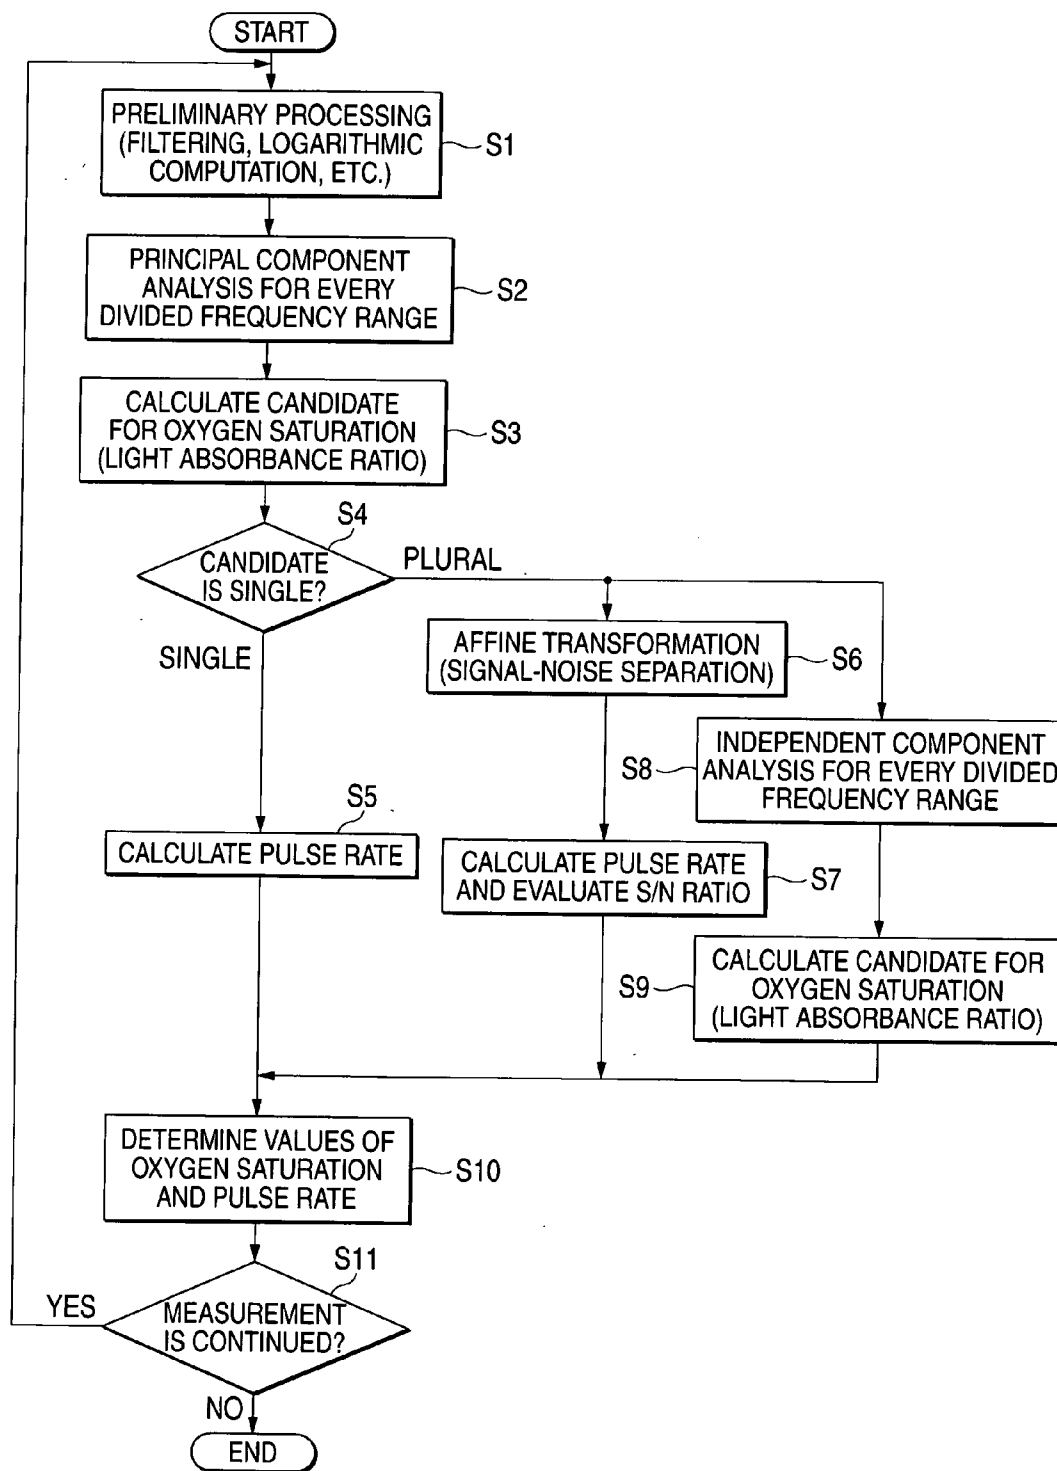 START
PRELIMINARY PROCESSING
(FILTERING, LOGARITHMIC
COMPUTATION, ETC.)
S1
PRINCIPAL COMPONENT
ANALYSIS FOR EVERY
DIVIDED FREQUENCY RANGE
S2
CALCULATE CANDIDATE
FOR OXYGEN SATURATION
(LIGHT ABSORBANCE RATIO)
S3
S4
CANDIDATE
IS SINGLE?
PLURAL
SINGLE
AFFINE TRANSFORMATION
(SIGNAL-NOISE SEPARATION)
S6
S8
INDEPENDENT COMPONENT
ANALYSIS FOR EVERY DIVIDED
FREQUENCY RANGE
S5
CALCULATE PULSE RATE
CALCULATE PULSE RATE
AND EVALUATE S/N RATIO
S7
S9
CALCULATE CANDIDATE FOR
OXYGEN SATURATION
(LIGHT ABSORBANCE RATIO)
DETERMINE VALUES OF
OXYGEN SATURATION
AND PULSE RATE
S10
S11
MEASUREMENT
IS CONTINUED?
YES
NO
END